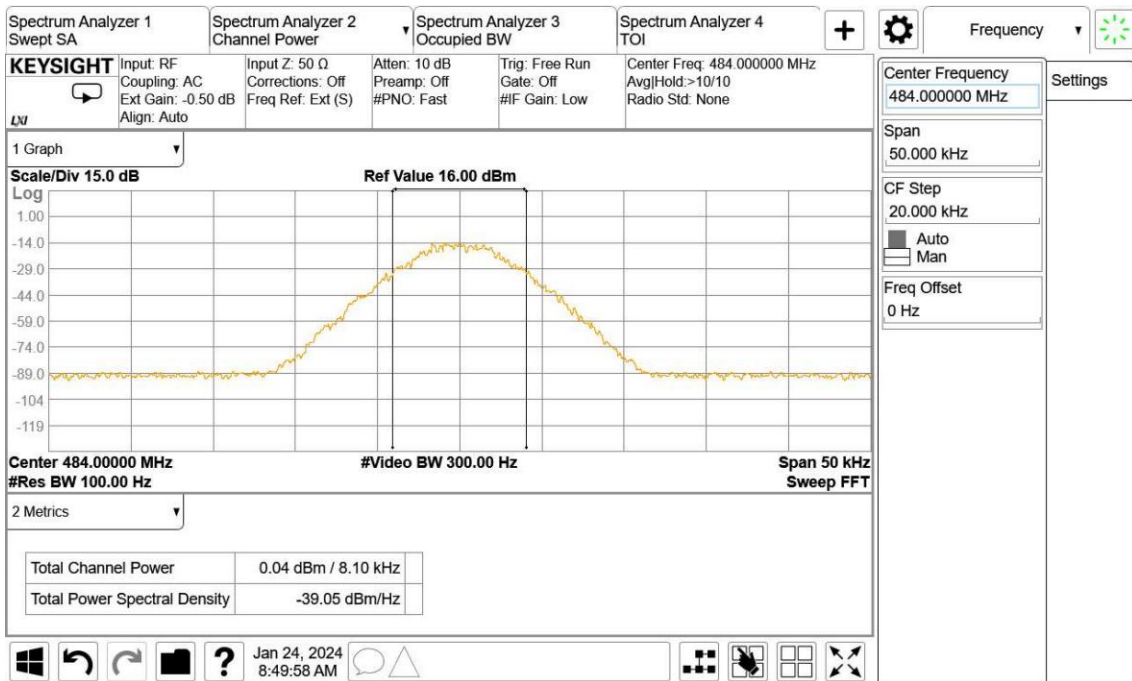 Spectrum Analyzer 1
Swept SA
Spectrum Analyzer 2
Channel Power
Spectrum Analyzer 3
Occupied BW
Spectrum Analyzer 4
TOI
Frequency
KEYSIGHT
LXI
Input: RF
Coupling: AC
Ext Gain: -0.50 dB
Align: Auto
Input Z: 50 Ω
Corrections: Off
Freq Ref: Ext (S)
Atten: 10 dB
Preamp: Off
#PNO: Fast
Trig: Free Run
Gate: Off
#IF Gain: Low
Center Freq: 484.000000 MHz
Avg|Hold:>10/10
Radio Std: None
Center Frequency
484.000000 MHz
Settings
Span
50.000 kHz
CF Step
20.000 kHz
Auto
Man
Freq Offset
0 Hz
1 Graph
Scale/Div 15.0 dB
Ref Value 16.00 dBm
Log
1.00
-14.0
-29.0
-44.0
-59.0
-74.0
-89.0
-104
-119
Center 484.00000 MHz
#Video BW 300.00 Hz
Span 50 kHz
#Res BW 100.00 Hz
Sweep FFT
2 Metrics
Total Channel Power 0.04 dBm / 8.10 kHz
Total Power Spectral Density -39.05 dBm/Hz
?
Jan 24, 2024
8:49:58 AM